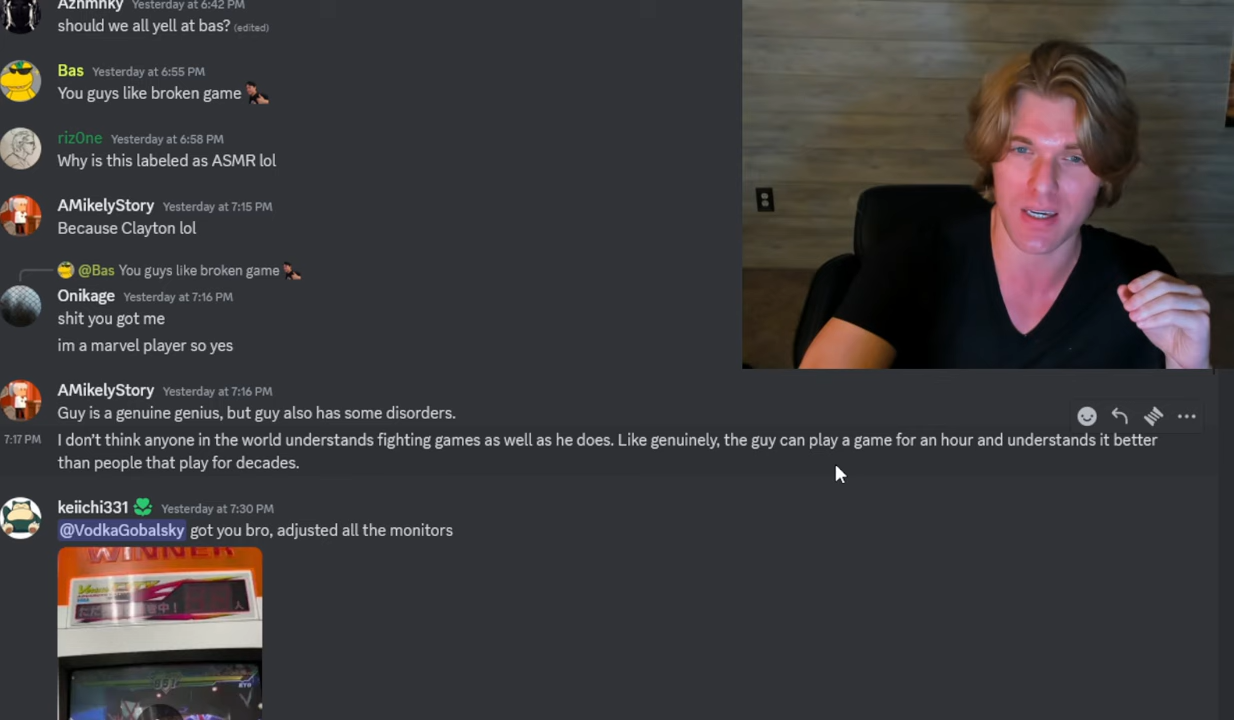 Azhmnky Yesterday at 6:42 PM
should we all yell at bas? (edited)
Bas Yesterday at 6:55 PM
You guys like broken game
riz0ne Yesterday at 6:58 PM
Why is this labeled as ASMR lol
AMikelyStory Yesterday at 7:15 PM
Because Clayton lol
@Bas You guys like broken game
Onikage Yesterday at 7:16 PM
shit you got me
im a marvel player so yes
AMikelyStory Yesterday at 7:16 PM
Guy is a genuine genius, but guy also has some disorders.
7:17 PM I don't think anyone in the world understands fighting games as well as he does. Like genuinely, the guy can play a game for an hour and understands it better
than people that play for decades.
keiichi331 Yesterday at 7:30 PM
@VodkaGobalsky got you bro, adjusted all the monitors
WINNER